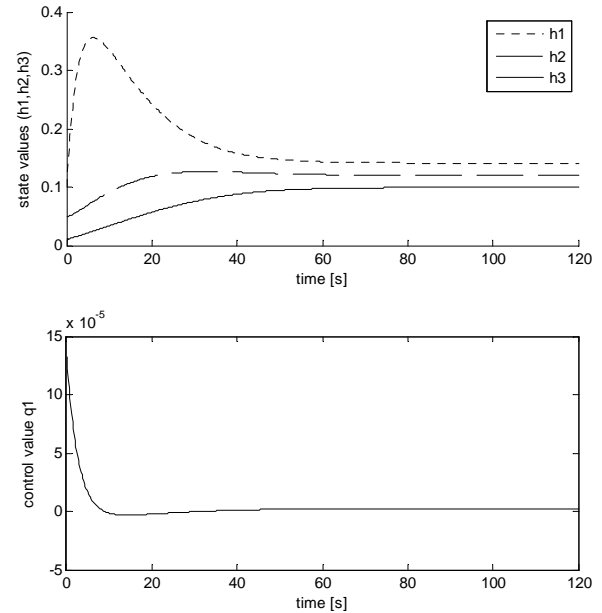 0.4
0.3
0.2
0.1
0
state values (h1,h2,h3)
h1
h2
h3
0 20 40 60 80 100 120
time [s]
x 10^-5
15
10
5
0
-5
control value q1
0 20 40 60 80 100 120
time [s]